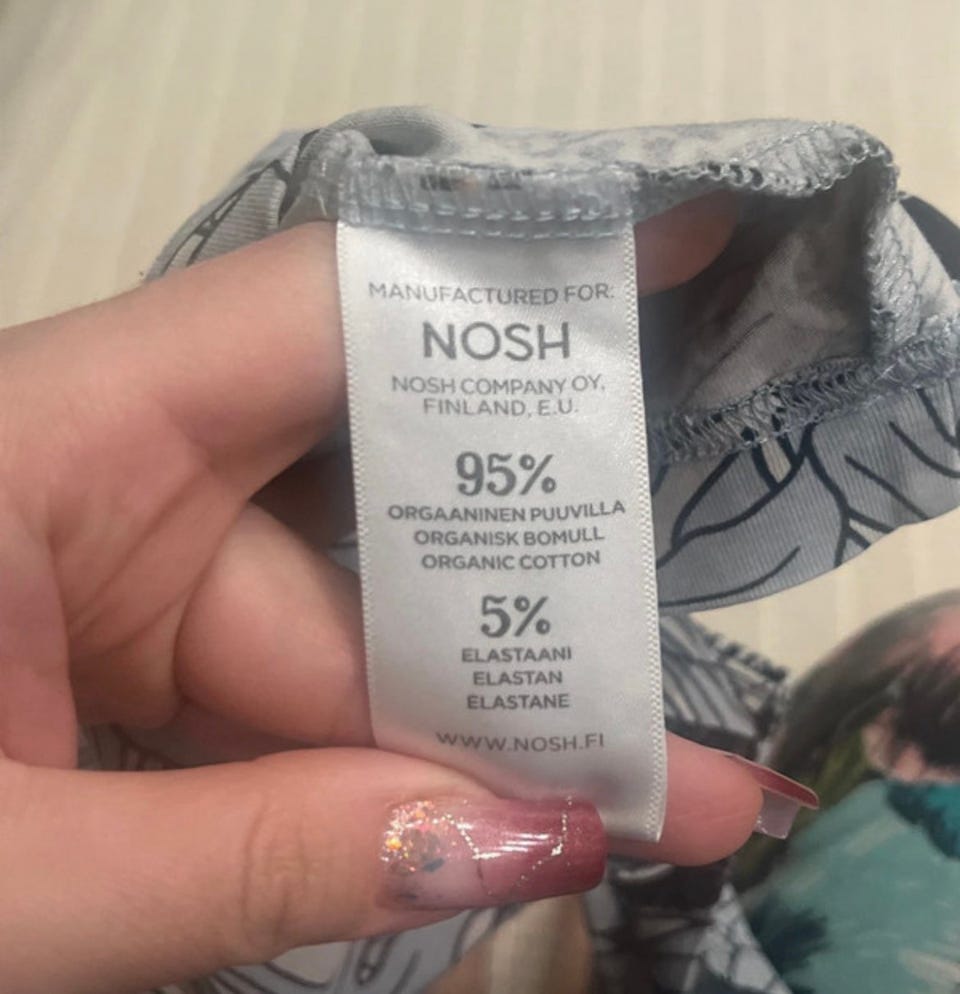 MANUFACTURED FOR:
NOSH
NOSH COMPANY OY,
FINLAND, E.U.
95%
ORGAANINEN PUUVILLA
ORGANISK BOMULL
ORGANIC COTTON
5%
ELASTAANI
ELASTAN
ELASTANE
WWW.NOSH.FI